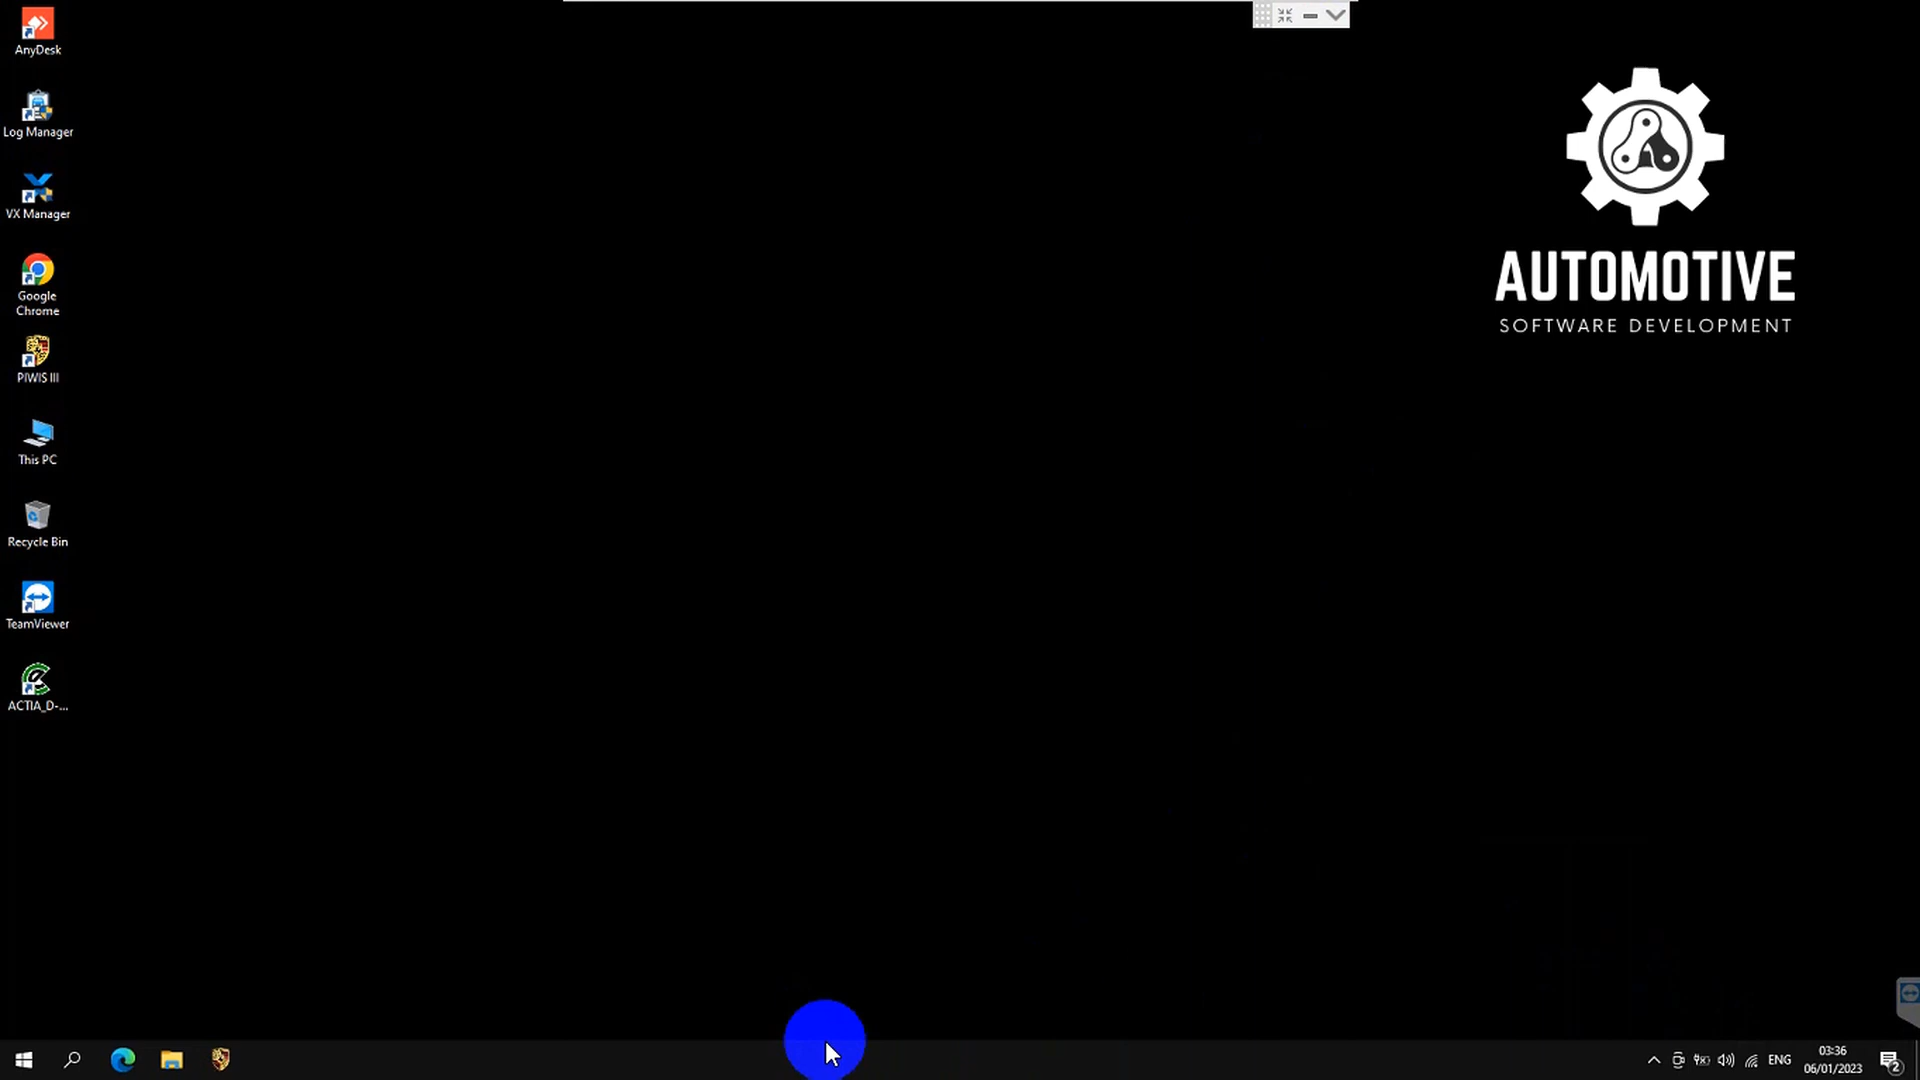 AnyDesk
Log Manager
VX Manager
Google
Chrome
PIWIS III
This PC
Recycle Bin
TeamViewer
ACTIA_D-...
AUTOMOTIVE
SOFTWARE DEVELOPMENT
ENG
03:36
06/01/2023
2